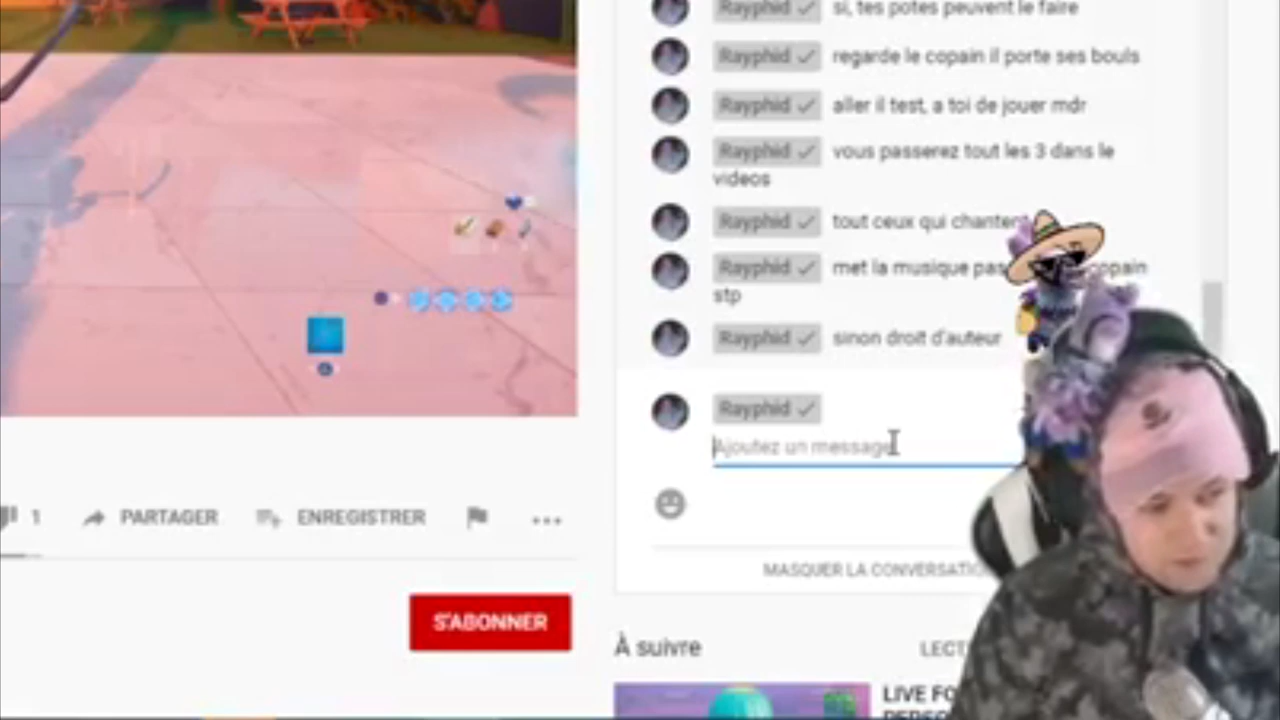 Rayphid si, tes potes peuvent le faire
Rayphid regarde le copain il porte ses bouls
Rayphid aller il test, a toi de jouer mdr
Rayphid vous passerez tout les 3 dans le
videos
Rayphid tout ceux qui chantent
Rayphid met la musique pas copain
stp
Rayphid sinon droit d'auteur
Rayphid
Ajoutez un message
1 PARTAGER ENREGISTRER ...
MASQUER LA CONVERSATIO
S'ABONNER
À suivre
LECT
LIVE FO
PERSO